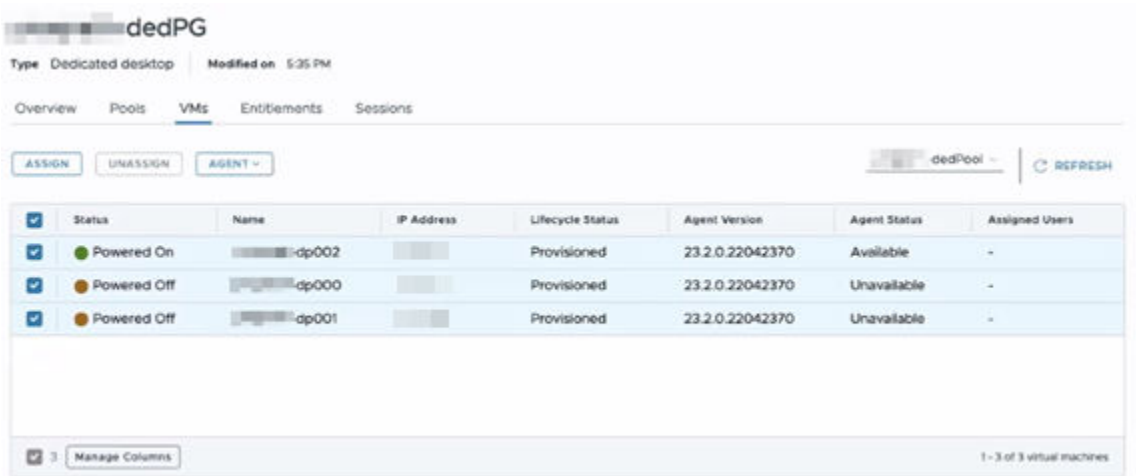 dedPG
Type Dedicated desktop Modified on 5:35 PM
Overview Pools VMs Entitlements Sessions
ASSIGN UNASSIGN AGENT dedPool REFRESH
Status Name IP Address Lifecycle Status Agent Version Agent Status Assigned Users
Powered On -dp002 Provisioned 23.2.0.22042370 Available -
Powered Off -dp000 Provisioned 23.2.0.22042370 Unavailable -
Powered Off -dp001 Provisioned 23.2.0.22042370 Unavailable -
3 Manage Columns 1 - 3 of 3 virtual machines